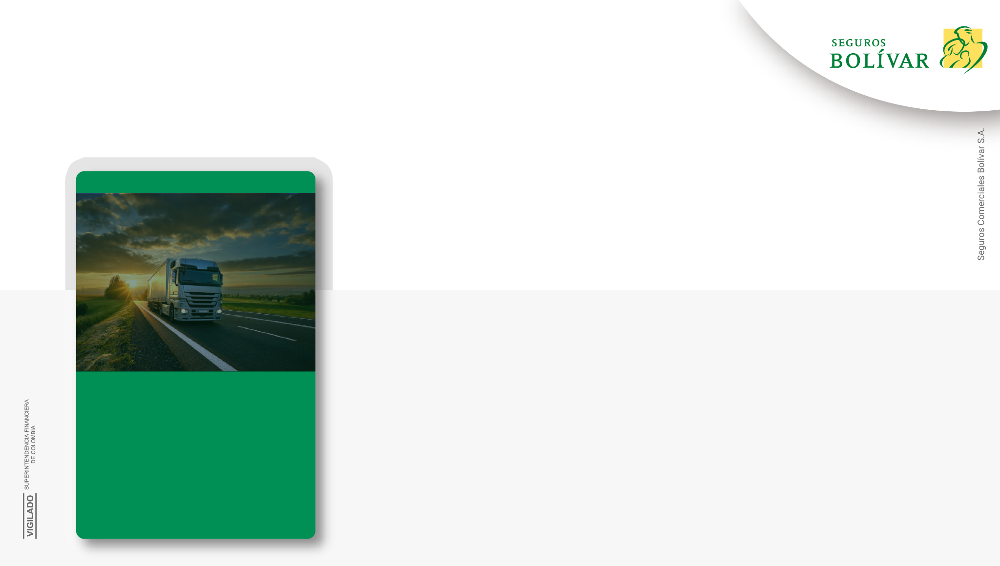 SEGUROS
BOLÍVAR
Seguros Comerciales Bolívar S.A.
VIGILADO
SUPERINTENDENCIA FINANCIERA
DE COLOMBIA